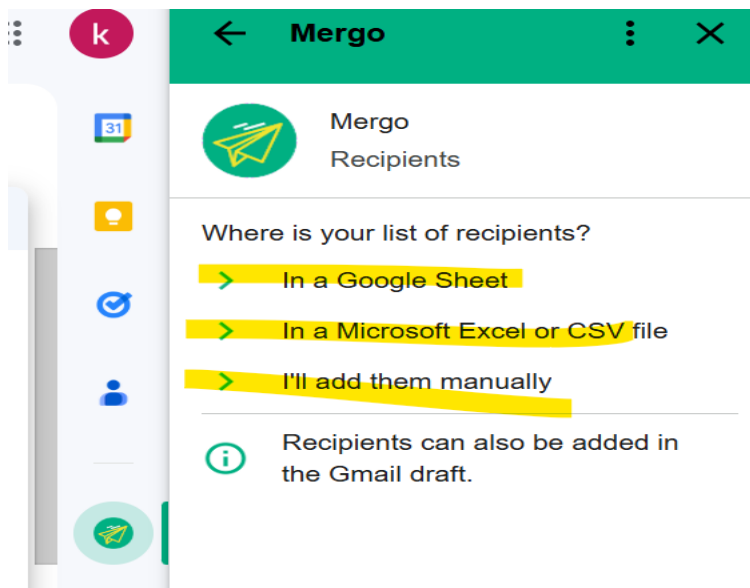 k
Mergo
31
Mergo
Recipients
Where is your list of recipients?
In a Google Sheet
In a Microsoft Excel or CSV file
I'll add them manually
Recipients can also be added in
the Gmail draft.